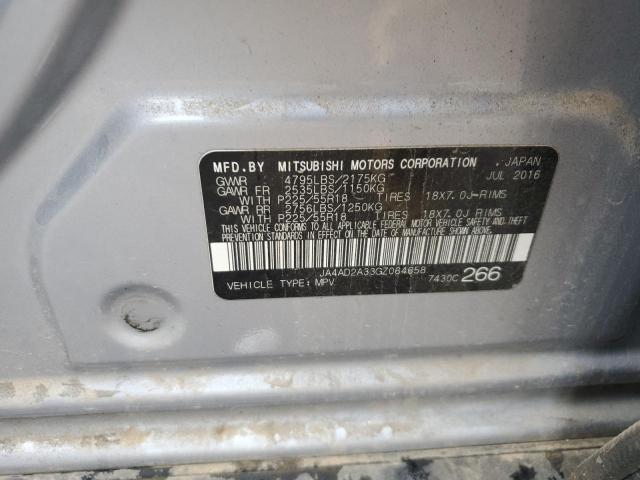 MFD.BY MITSUBISHI MOTORS CORPORATION, JAPAN
GVWR 4795LBS/2175KG JUL 2016
GAWR FR 2535LBS/1150KG
WITH P225/55R18 TIRES 18X7.0J-RIMS
GAWR RR 2756LBS/1250KG
WITH P225/55R18 TIRES 18X7.0J-RIMS
THIS VEHICLE CONFORMS TO ALL APPLICABLE FEDERAL MOTOR VEHICLE SAFETY AND THEFT
PREVENTION STANDARDS IN EFFECT ON THE DATE OF MANUFACTURE SHOWN ABOVE.
JA4AD2A33GZ064658
VEHICLE TYPE: MPV 7430C 266